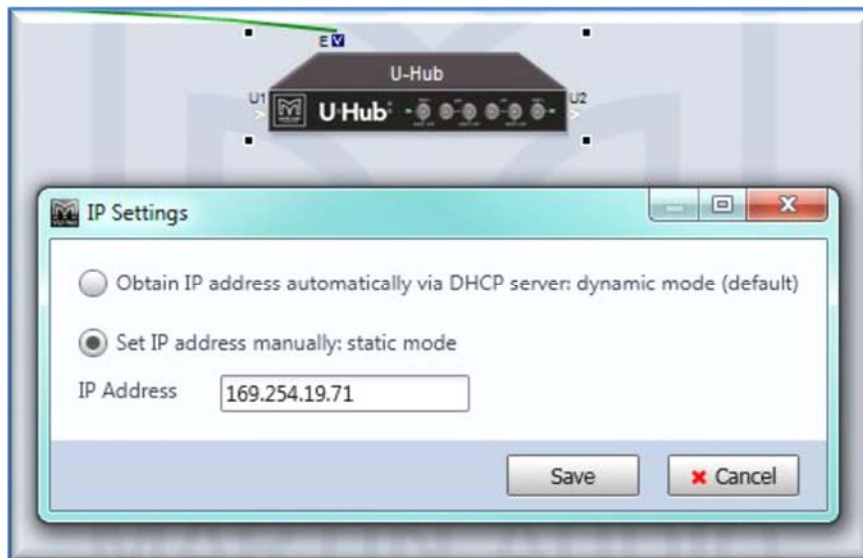 E V
U-Hub
U1
U-Hub
U2
IP Settings
Obtain IP address automatically via DHCP server: dynamic mode (default)
Set IP address manually: static mode
IP Address
169.254.19.71
Save
Cancel